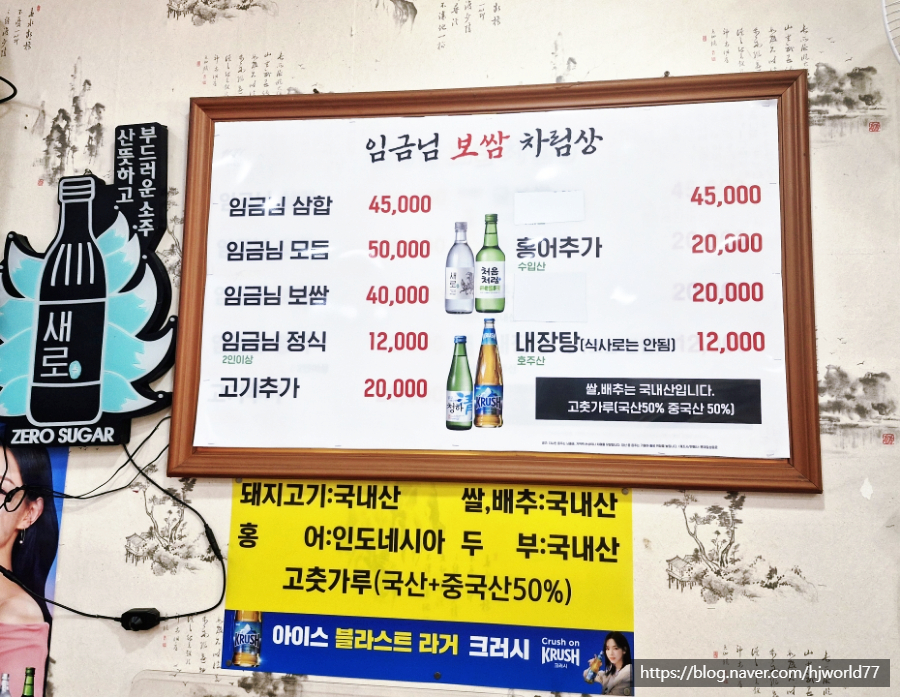 부드러운 소주
산뜻하고
새로
ZERO SUGAR
임금님 보쌈 차림상
임금님 삼합 45,000
임금님 모듬 50,000
임금님 보쌈 40,000
임금님 정식 12,000
2인이상
고기추가 20,000
새로
처음처럼
청하
KRUSH
45,000
홍어추가 20,000
수입산
20,000
내장탕(식사로는 안됨) 12,000
호주산
쌀,배추는 국내산입니다.
고춧가루(국산50% 중국산 50%)
돼지고기:국내산 쌀,배추:국내산
홍 어:인도네시아 두 부:국내산
고춧가루(국산+중국산50%)
KRUSH
아이스 블라스트 라거 크러시
Crush on
KRUSH
크러시
https://blog.naver.com/hjworld77